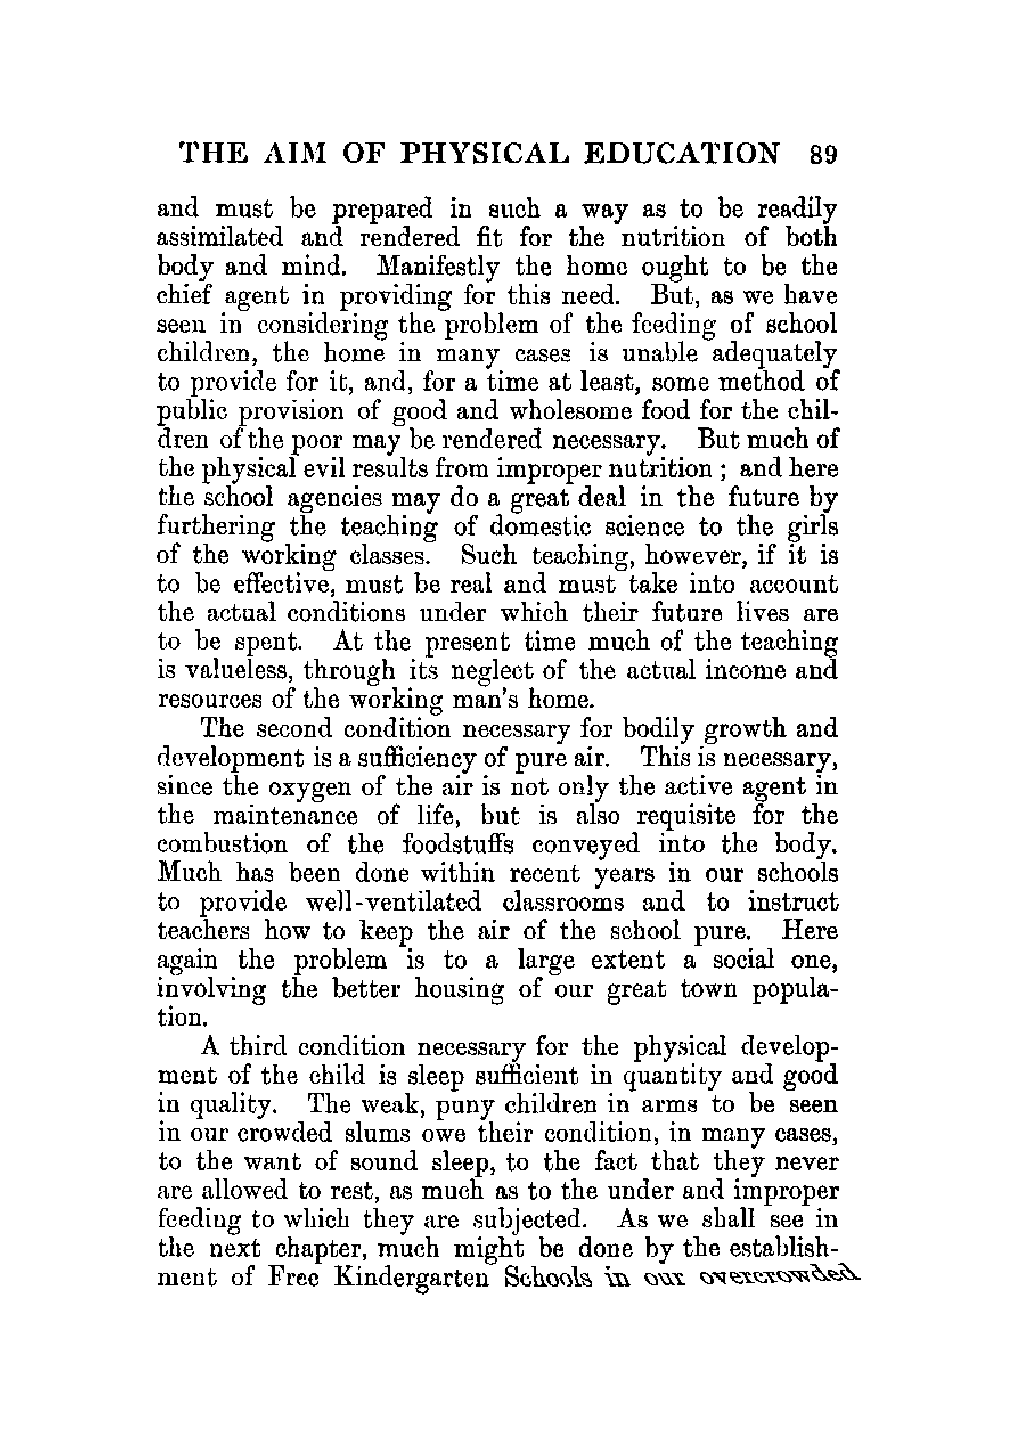 THE AIM OF PHYSICAL EDUCATION 89
and must be prepared in such a way as to be readily
assimilated and rendered fit for the nutrition of both
body and mind. Manifestly the home ought to be the
chief agent in providing for this need. But, as we have
seen in considering the problem of the feeding of school
children, the home in many cases is unable adequately
to provide for it, and, for a time at least, some method of
public provision of good and wholesome food for the chil-
dren of the poor may be rendered necessary. But much of
the physical evil results from improper nutrition ; and here
the school agencies may do a great deal in the future by
furthering the teaching of domestic science to the girls
of the working classes. Such teaching, however, if it is
to be effective, must be real and must take into account
the actual conditions under which their future lives are
to be spent. At the present time much of the teaching
is valueless, through its neglect of the actual income and
resources of the working man's home.
The second condition necessary for bodily growth and
development is a sufficiency of pure air. This is necessary,
since the oxygen of the air is not only the active agent in
the maintenance of life, but is also requisite for the
combustion of the foodstuffs conveyed into the body.
Much has been done within recent years in our schools
to provide well-ventilated classrooms and to instruct
teachers how to keep the air of the school pure. Here
again the problem is to a large extent a social one,
involving the better housing of our great town popula-
tion.
A third condition necessary for the physical develop-
ment of the child is sleep sufficient in quantity and good
in quality. The weak, puny children in arms to be seen
in our crowded slums owe their condition, in many cases,
to the want of sound sleep, to the fact that they never
are allowed to rest, as much as to the under and improper
feeding to which they are subjected. As we shall see in
the next chapter, much might be done by the establish-
ment of Free Kindergarten Schools in our overcrowded